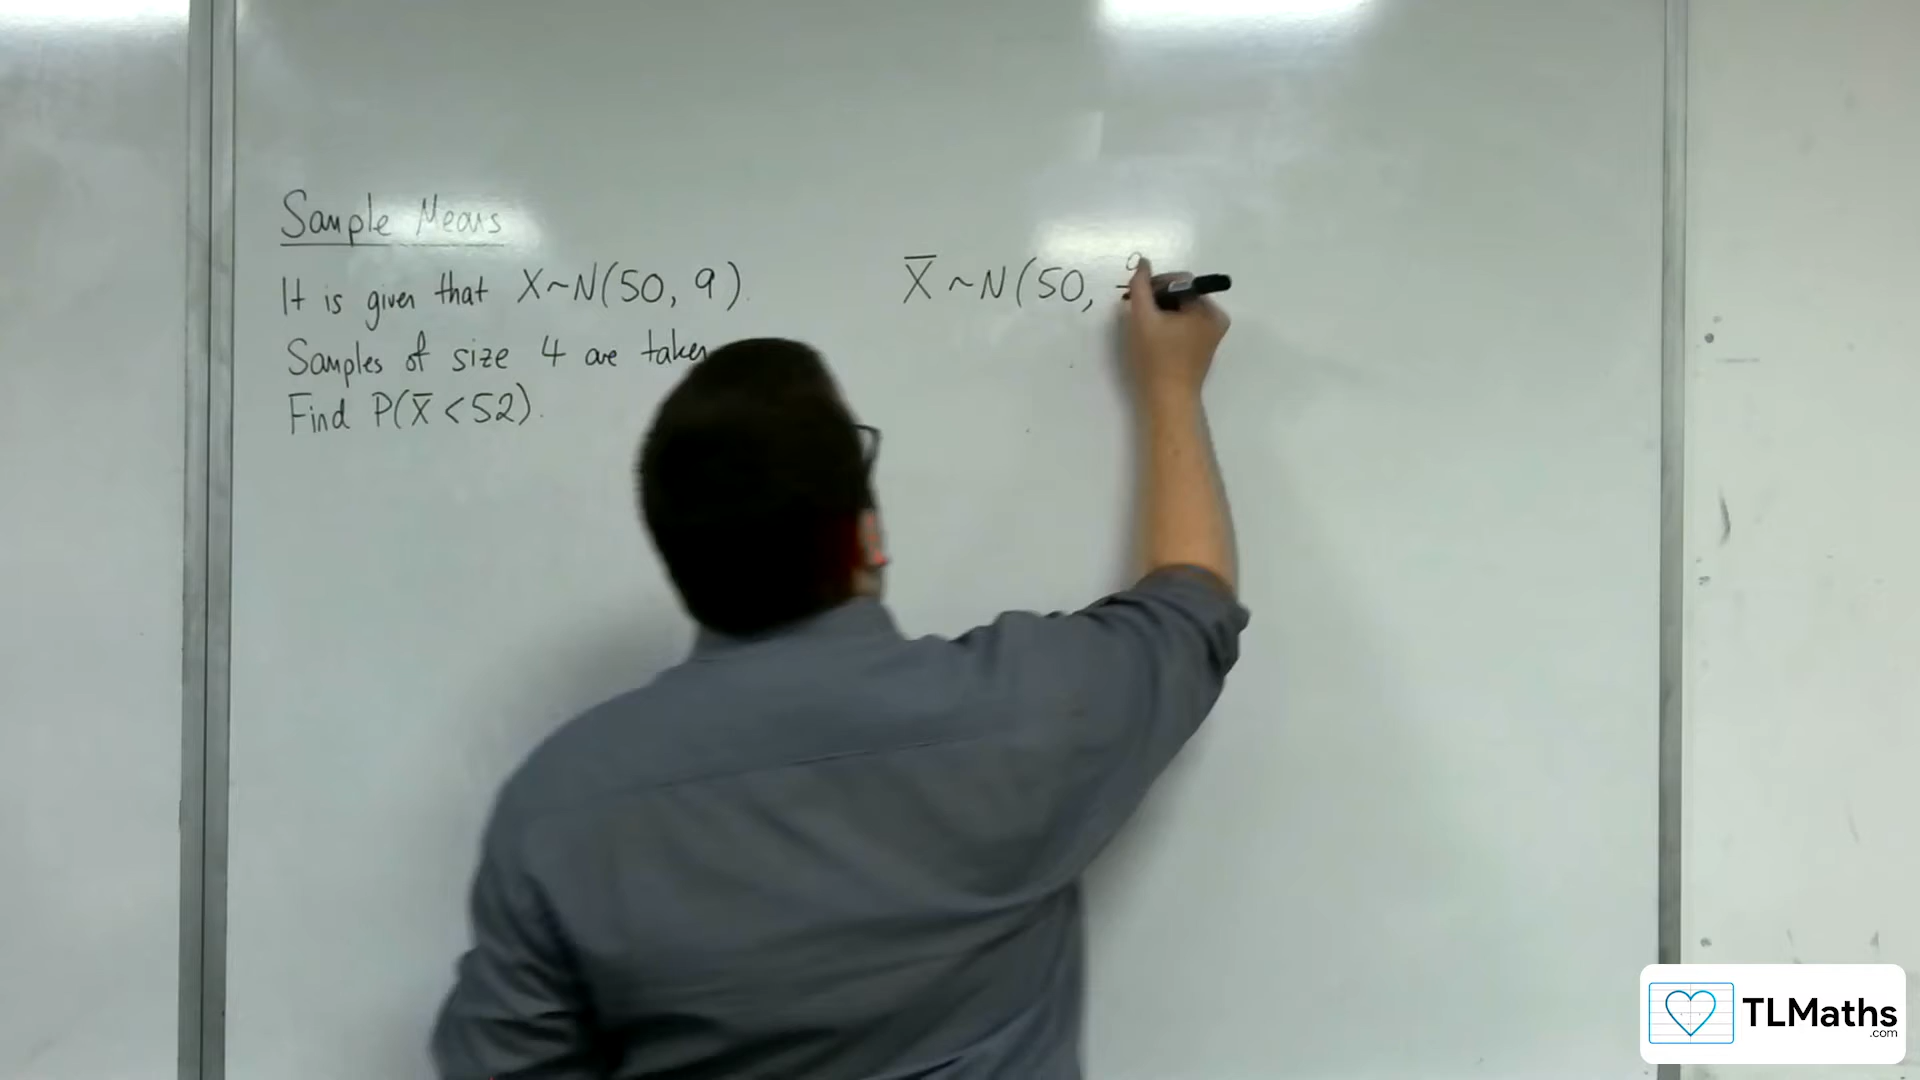 Sample Means
It is given that X~N(50, 9).
Samples of size 4 are taken
Find P(X̄ < 52).
X̄ ~N(50, 9
TLMaths
.com